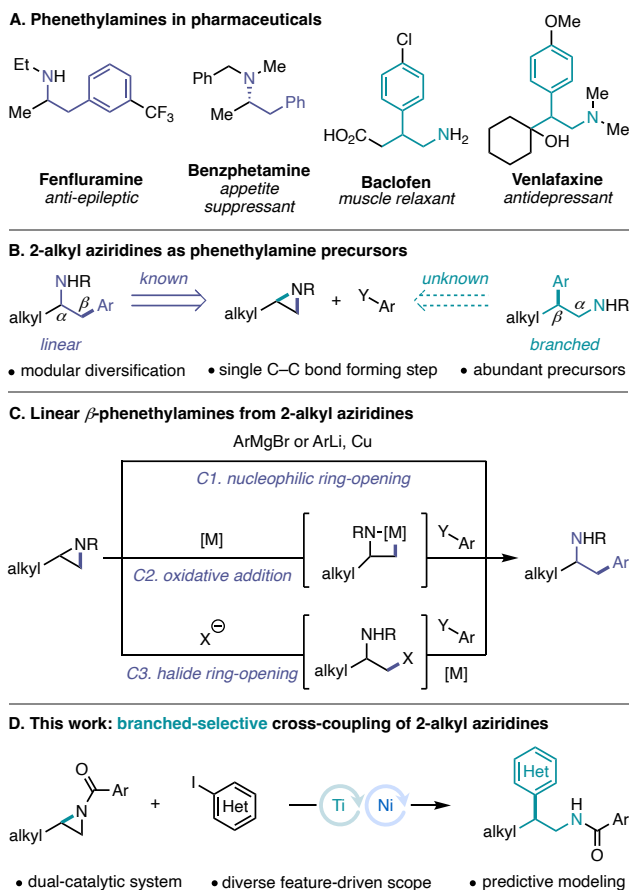 A. Phenethylamines in pharmaceuticals
Et
NH
Me
CF3
Fenfluramine
anti-epileptic
Ph
N
Me
Me
Ph
Benzphetamine
appetite
suppressant
Cl
HO2C
NH2
Baclofen
muscle relaxant
OMe
Me
N
Me
OH
Venlafaxine
antidepressant
B. 2-alkyl aziridines as phenethylamine precursors
NHR
β
Ar
alkyl
α
linear
known
NR
alkyl
+
Y
Ar
unknown
Ar
α
NHR
alkyl
β
branched
• modular diversification • single C–C bond forming step • abundant precursors
C. Linear β-phenethylamines from 2-alkyl aziridines
ArMgBr or ArLi, Cu
C1. nucleophilic ring-opening
NR
alkyl
[M]
C2. oxidative addition
RN-[M]
alkyl
Y
Ar
X⊖
C3. halide ring-opening
NHR
alkyl
X
Y
Ar
[M]
NHR
alkyl
Ar
D. This work: branched-selective cross-coupling of 2-alkyl aziridines
O
Ar
N
alkyl
+
I
Het
Ti
Ni
Het
H
N
alkyl
Ar
O
• dual-catalytic system • diverse feature-driven scope • predictive modeling